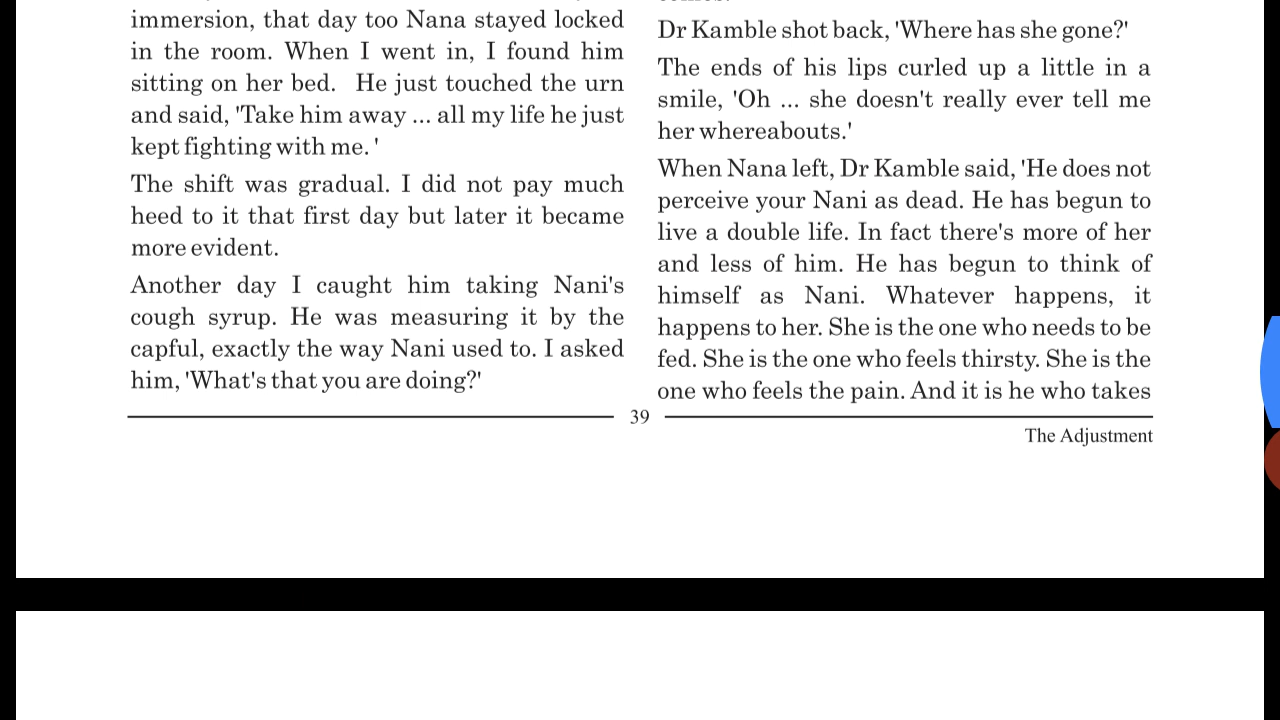 immersion, that day too Nana stayed locked
in the room. When I went in, I found him
sitting on her bed. He just touched the urn
and said, 'Take him away ... all my life he just
kept fighting with me. '
The shift was gradual. I did not pay much
heed to it that first day but later it became
more evident.
Another day I caught him taking Nani's
cough syrup. He was measuring it by the
capful, exactly the way Nani used to. I asked
him, 'What's that you are doing?'
Dr Kamble shot back, 'Where has she gone?'
The ends of his lips curled up a little in a
smile, 'Oh ... she doesn't really ever tell me
her whereabouts.'
When Nana left, Dr Kamble said, 'He does not
perceive your Nani as dead. He has begun to
live a double life. In fact there's more of her
and less of him. He has begun to think of
himself as Nani. Whatever happens, it
happens to her. She is the one who needs to be
fed. She is the one who feels thirsty. She is the
one who feels the pain. And it is he who takes
39
The Adjustment